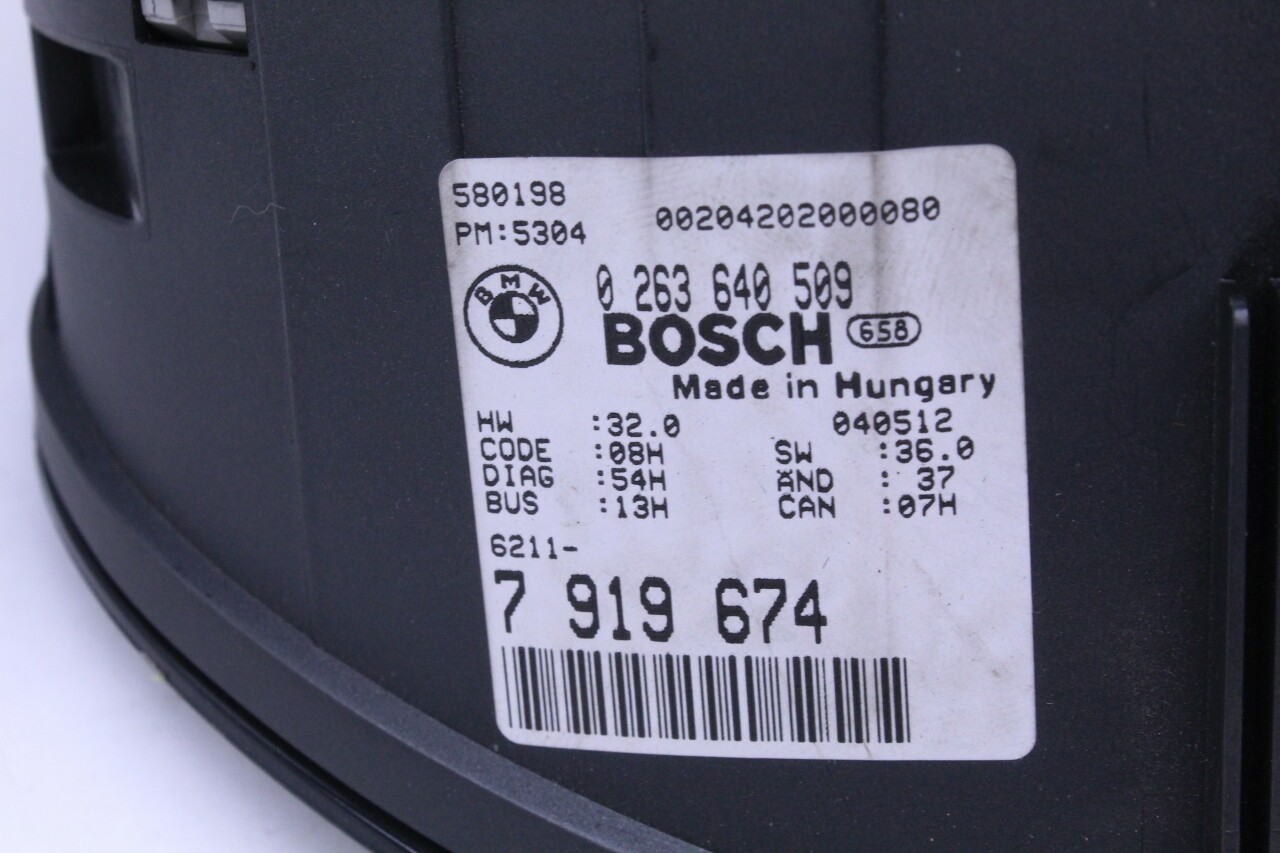 580198
PM:5304
00204202000080
BMW
0 263 640 509
BOSCH 658
Made in Hungary
HW :32.0 040512
CODE :08H SW :36.0
DIAG :54H ÄND : 37
BUS :13H CAN :07H
6211-
7 919 674